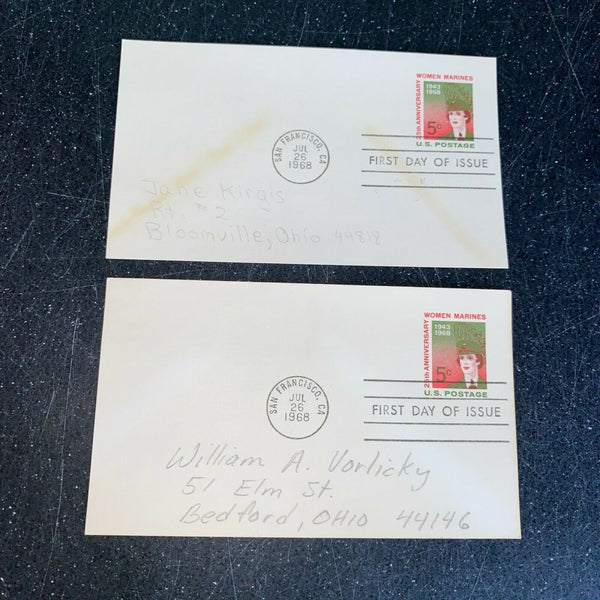 WOMEN MARINES
25th ANNIVERSARY
1943
1968
5c
U.S. POSTAGE
SAN FRANCISCO, CA
JUL
26
1968
FIRST DAY OF ISSUE
Jane Kirgis
Rt. #2
Bloomville, Ohio 44818
WOMEN MARINES
25th ANNIVERSARY
1943
1968
5c
U.S. POSTAGE
SAN FRANCISCO, CA
JUL
26
1968
FIRST DAY OF ISSUE
William A. Vorlicky
51 Elm St.
Bedford, OHIO 44146